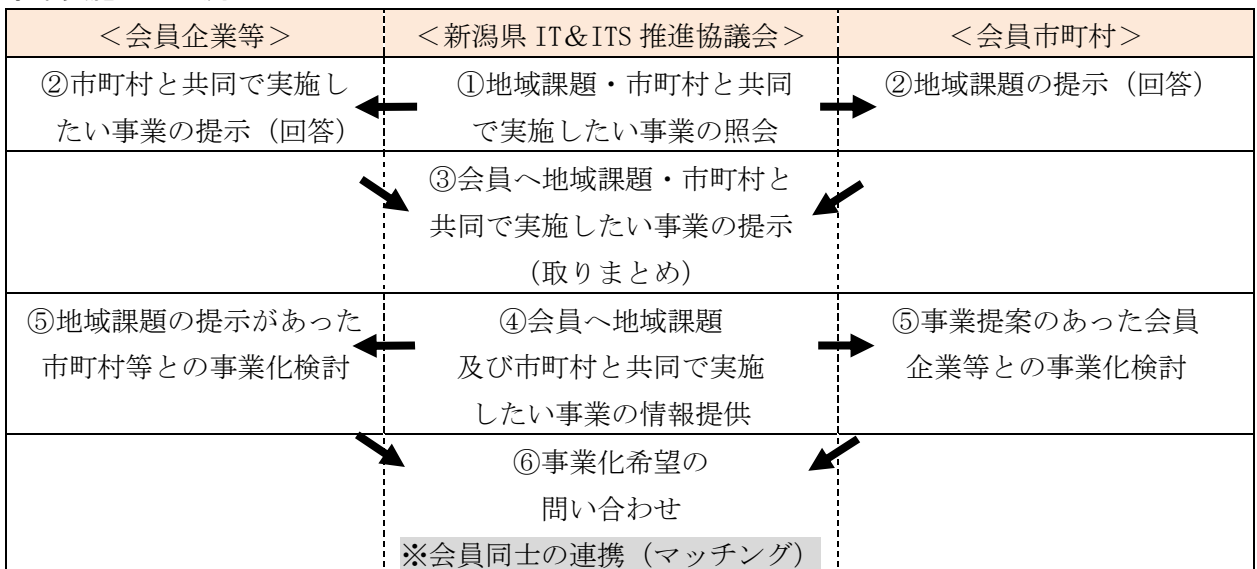 ＜会員企業等＞
＜新潟県 IT＆ITS 推進協議会＞
＜会員市町村＞
②市町村と共同で実施し
たい事業の提示（回答）
①地域課題・市町村と共同
で実施したい事業の照会
②地域課題の提示（回答）
③会員へ地域課題・市町村と
共同で実施したい事業の提示
（取りまとめ）
⑤地域課題の提示があった
市町村等との事業化検討
④会員へ地域課題
及び市町村と共同で実施
したい事業の情報提供
⑤事業提案のあった会員
企業等との事業化検討
⑥事業化希望の
問い合わせ
※会員同士の連携（マッチング）